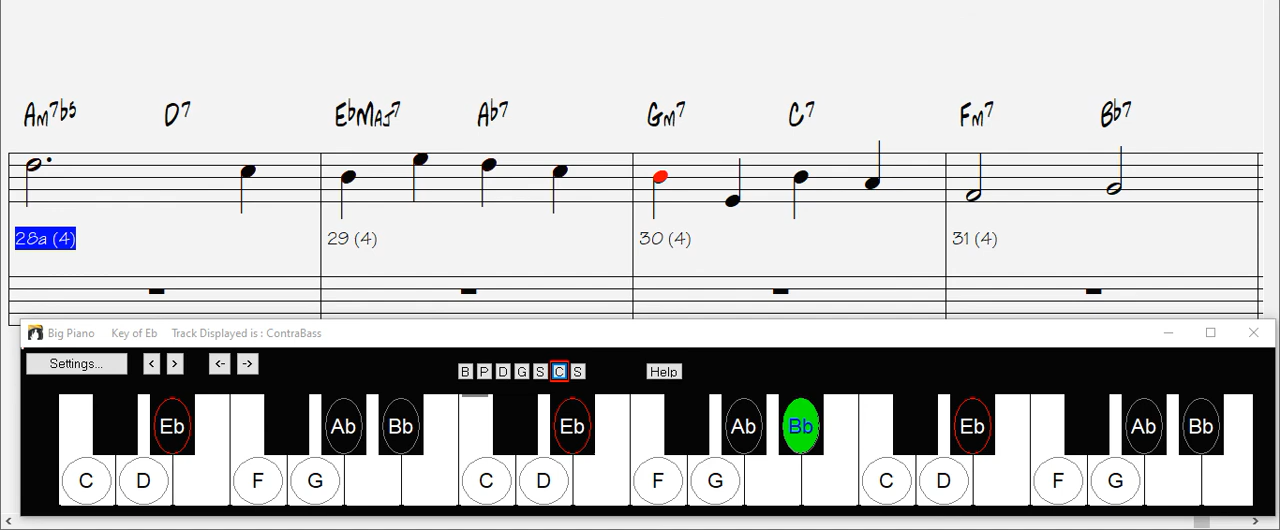 Am7b5 D7 EbMaj7 Ab7 Gm7 C7 Fm7 Bb7
28a (4) 29 (4) 30 (4) 31 (4)
Big Piano Key of Eb Track Displayed is : ContraBass
Settings... < > <- -> B P D G S C S Help
Eb Ab Bb Eb Ab Bb Eb Ab Bb
C D F G C D F G C D F G